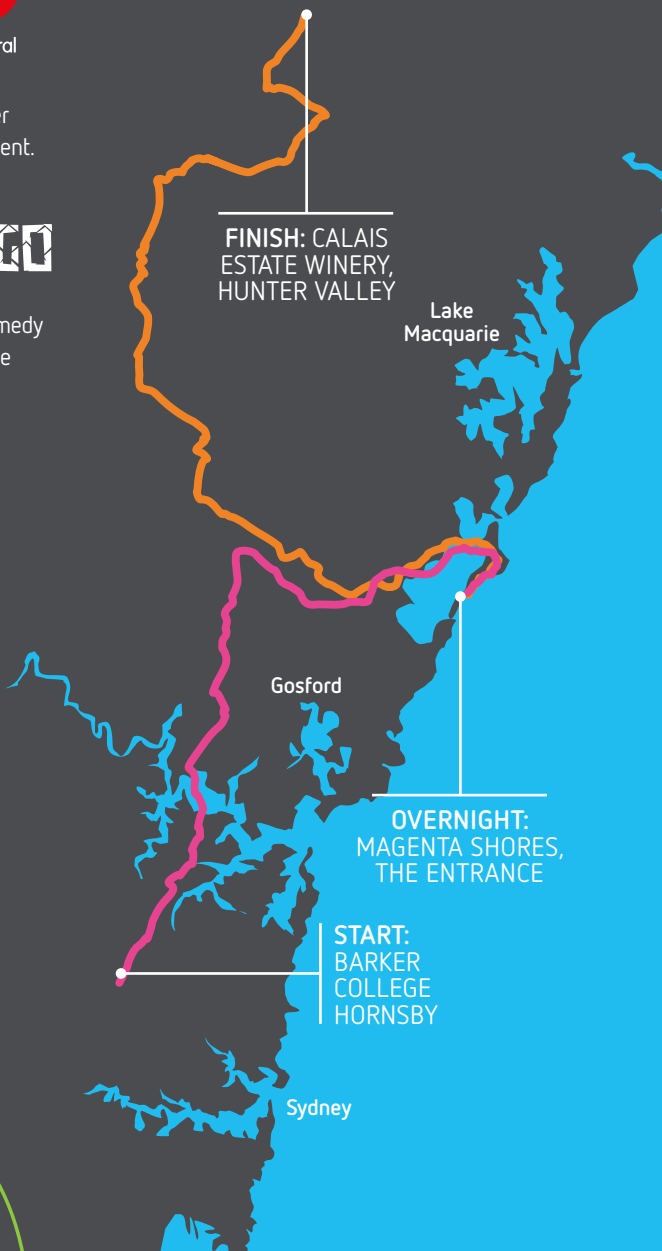 ent.
FINISH: CALAIS
ESTATE WINERY,
HUNTER VALLEY
Lake
Macquarie
Gosford
OVERNIGHT:
MAGENTA SHORES,
THE ENTRANCE
START:
BARKER
COLLEGE
HORNSBY
Sydney